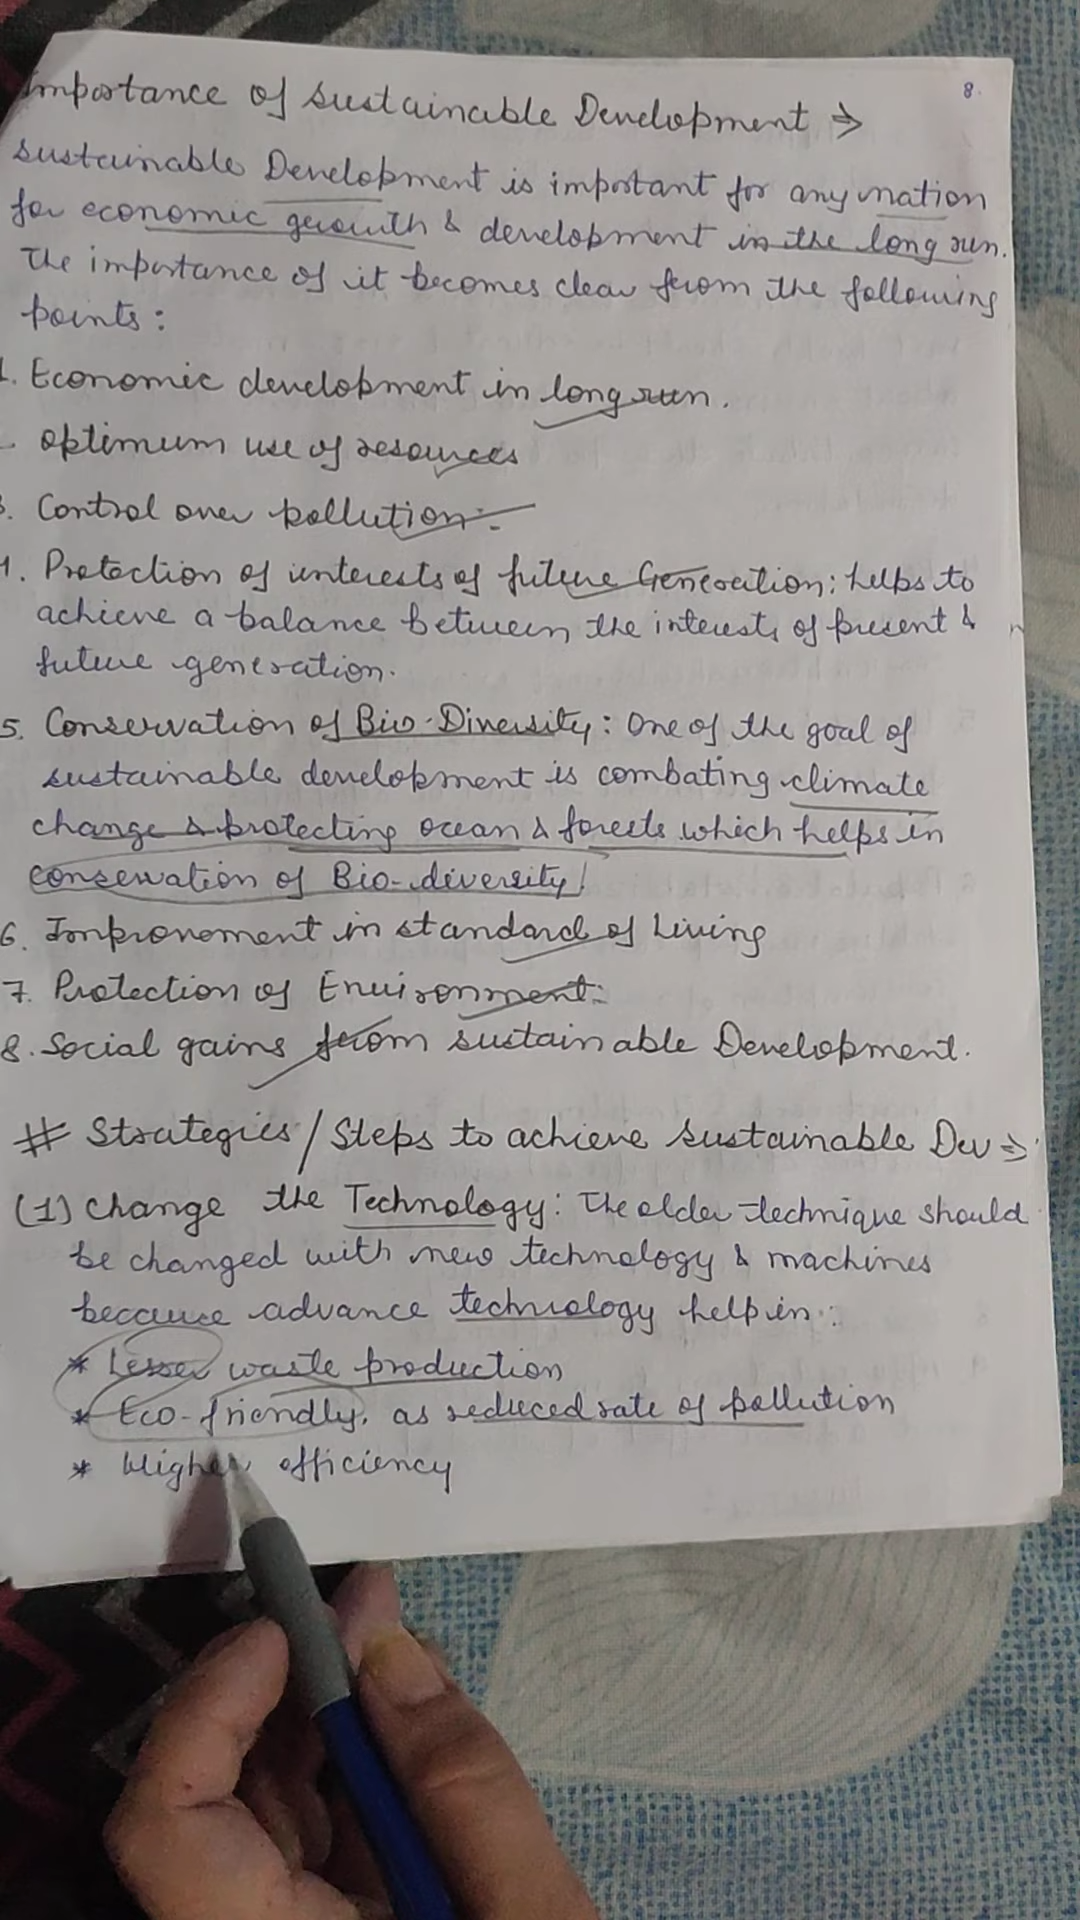 8.
Importance of Sustainable Development ⇒
Sustainable Development is important for any nation
for economic growth & development in the long run.
The importance of it becomes clear from the following
points:
1. Economic development in long run.
optimum use of resources
3. Control over pollution:-
4. Protection of interests of future Generation: helps to
achieve a balance between the interests of present &
future generation.
5. Conservation of Bio-Diversity: One of the goal of
sustainable development is combating climate
change & protecting ocean & forests which helps in
conservation of Bio-diversity.
6. Improvement in standard of Living
7. Protection of Environment:
8. Social gains from sustainable Development.
# Strategies/Steps to achieve sustainable Dev ⇒
(1) Change the Technology: The older technique should
be changed with new technology & machines
because advance technology help in:
* Lesser waste production
* Eco-friendly, as reduced rate of pollution
* Higher efficiency